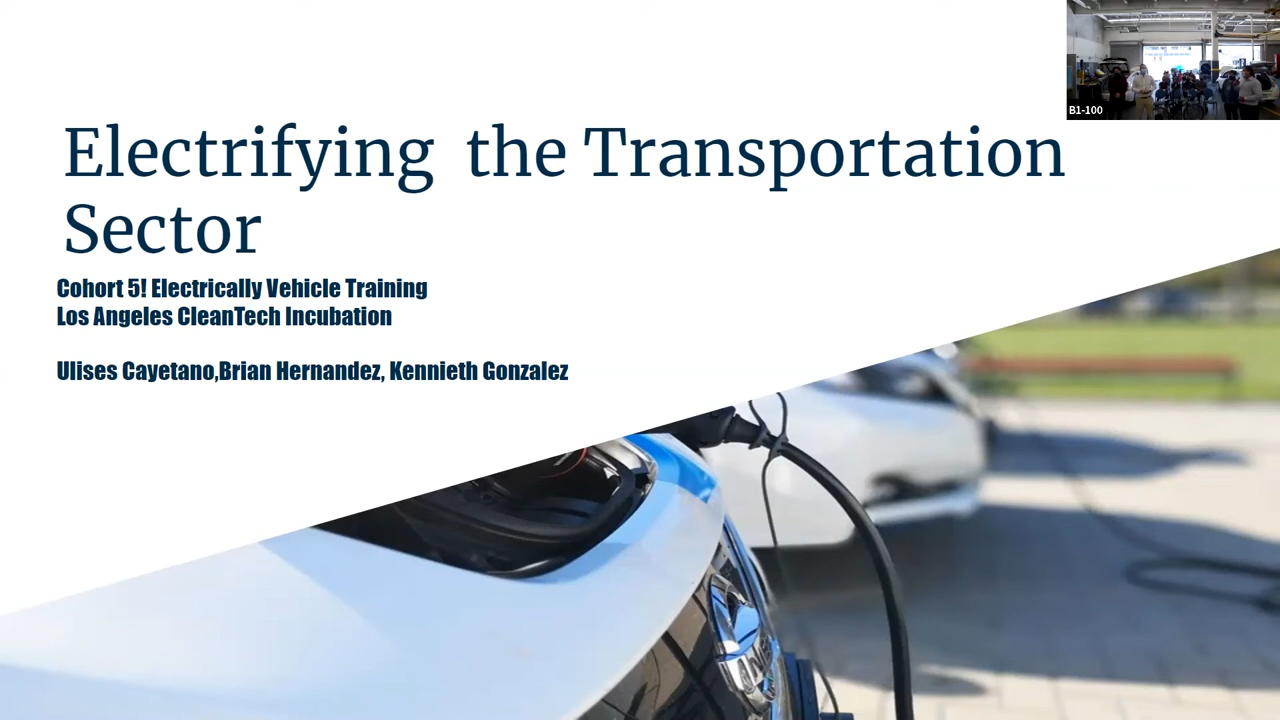 Electrifying  the Transportation
Sector
Cohort 5! Electrically Vehicle Training
Los Angeles CleanTech Incubation
Ulises Cayetano,Brian Hernandez, Kennieth Gonzalez
B1-100